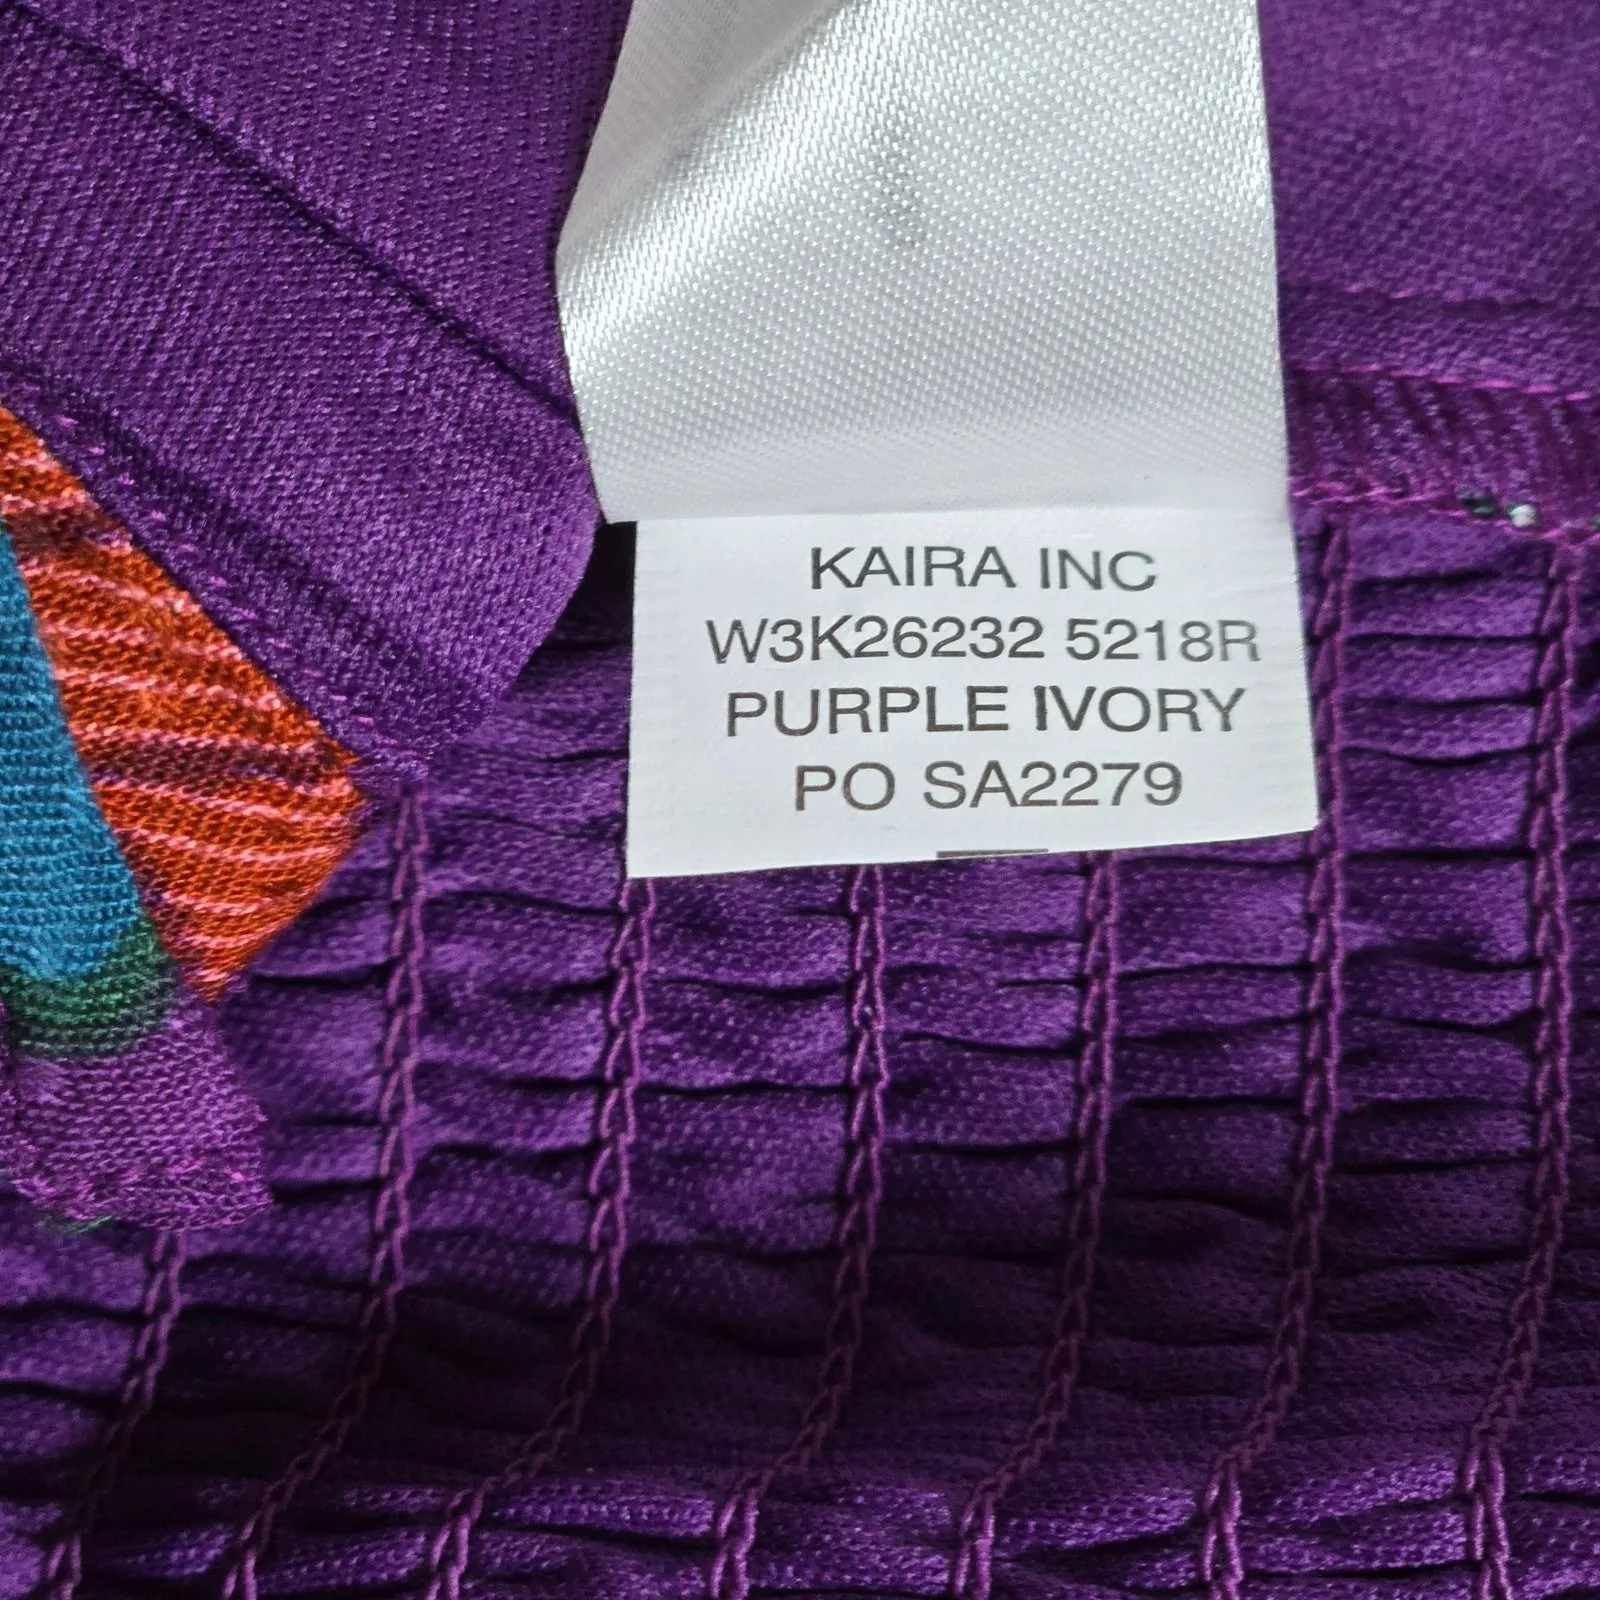 KAIRA INC
W3K26232 5218R
PURPLE IVORY
PO SA2279